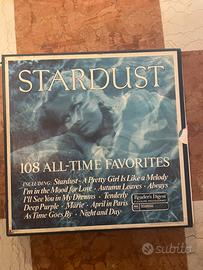 STARDUST
108 ALL-TIME FAVORITES
INCLUDING: Stardust • A Pretty Girl Is Like a Melody
I'm in the Mood for Love • Autumn Leaves • Always
I'll See You in My Dreams • Tenderly
Deep Purple • Marie • April in Paris
As Time Goes By • Night and Day
Reader's Digest
subito